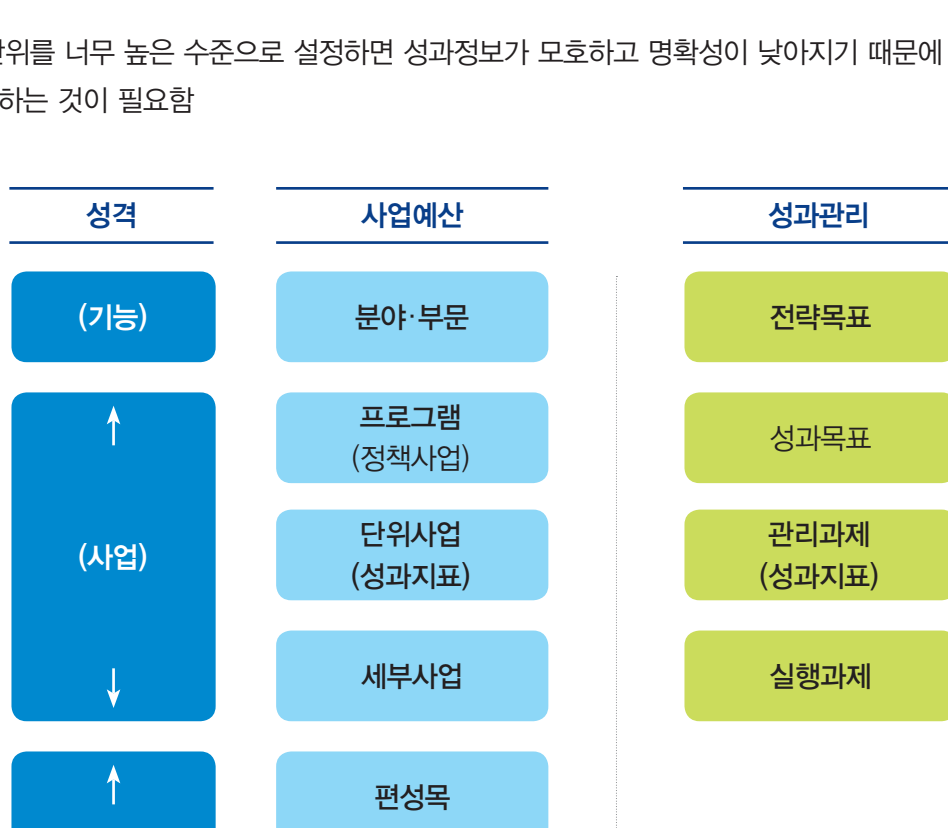 단위를 너무 높은 수준으로 설정하면 성과정보가 모호하고 명확성이 낮아지기 때문에
하는 것이 필요함
성격 사업예산 성과관리
(기능) 분야·부문 전략목표
↑ 프로그램
(정책사업) 성과목표
(사업) 단위사업 관리과제
(성과지표) (성과지표)
↓ 세부사업 실행과제
↑ 편성목